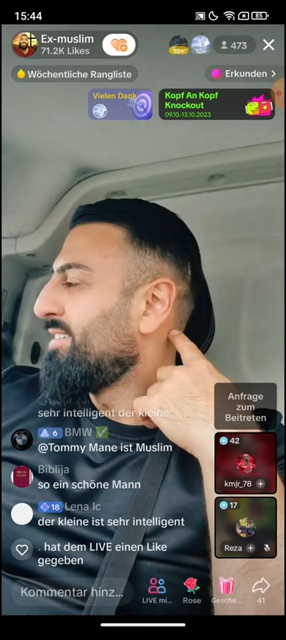 15:44
85
Ex-muslim
71.2K Likes
10+
10+
473
Wöchentliche Rangliste
Erkunden
Vielen Dank
Kopf An Kopf
Knockout
09.10.-13.10.2023
Anfrage
zum
Beitreten
sehr intelligent der kleine
6 BMW
@Tommy Mane ist Muslim
Biblija
so ein schöne Mann
18 Lena Ic
der kleine ist sehr intelligent
. hat dem LIVE einen Like
gegeben
42
kmjr_78
17
Reza
Kommentar hinz...
LIVE mi...
Rose
Gesche...
41